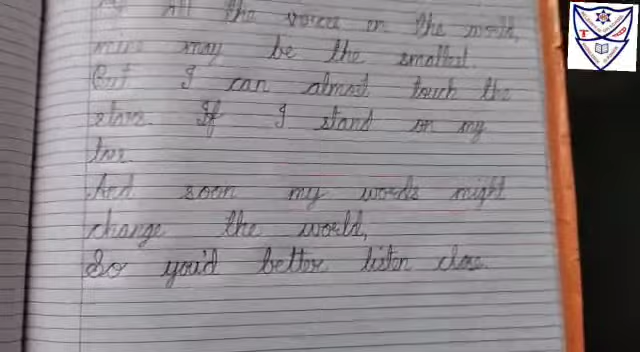 all the voices in the world,
mine may be the smallest.
But I can almost touch the
stars If I stand on my
toes
And soon my words might
change the world,
So you'd better listen close.